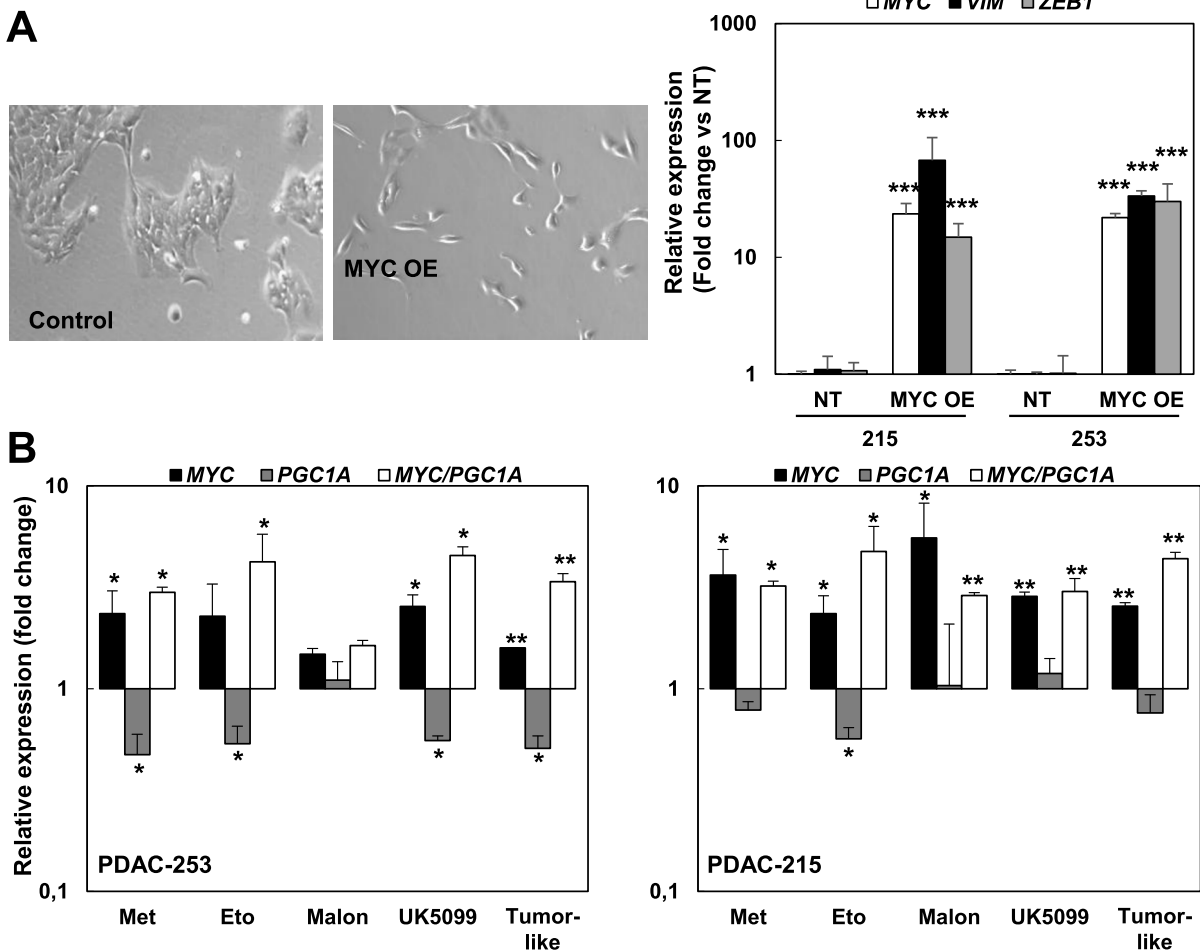 A
MYC VIM ZEB1
1000
100
10
1
Relative expression
(Fold change vs NT)
***
***
***
***
***
***
NT MYC OE NT MYC OE
215 253
Control
MYC OE
B
MYC PGC1A MYC/PGC1A
Relative expression (fold change)
10
1
0,1
* * * * * ** **
* * * *
PDAC-253
Met Eto Malon UK5099 Tumor-
like
MYC PGC1A MYC/PGC1A
10
1
0,1
* * * * * ** ** ** ** **
*
PDAC-215
Met Eto Malon UK5099 Tumor-
like